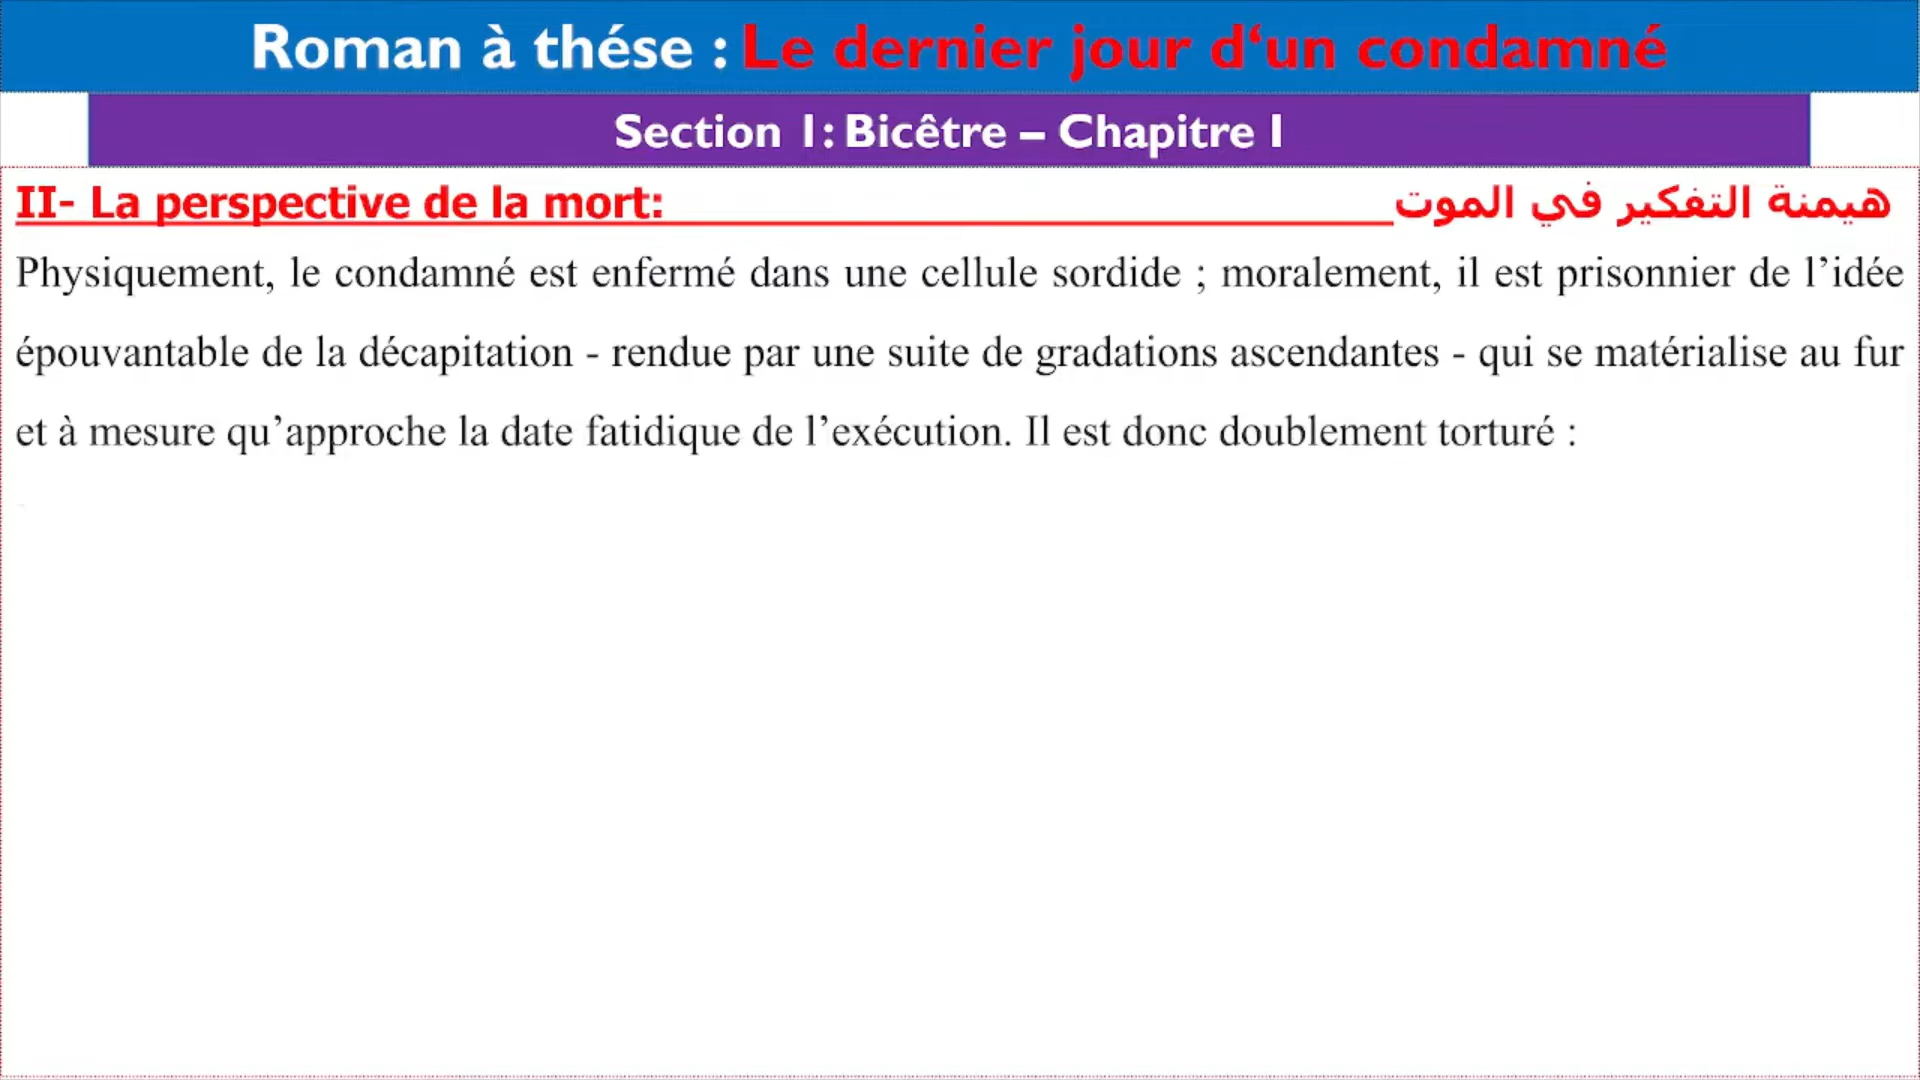 Roman à thése : Le dernier jour d‘un condamné
Section 1: Bicêtre – Chapitre I
II- La perspective de la mort: هيمنة التفكير في الموت
Physiquement, le condamné est enfermé dans une cellule sordide ; moralement, il est prisonnier de l’idée
épouvantable de la décapitation - rendue par une suite de gradations ascendantes - qui se matérialise au fur
et à mesure qu’approche la date fatidique de l’exécution. Il est donc doublement torturé :